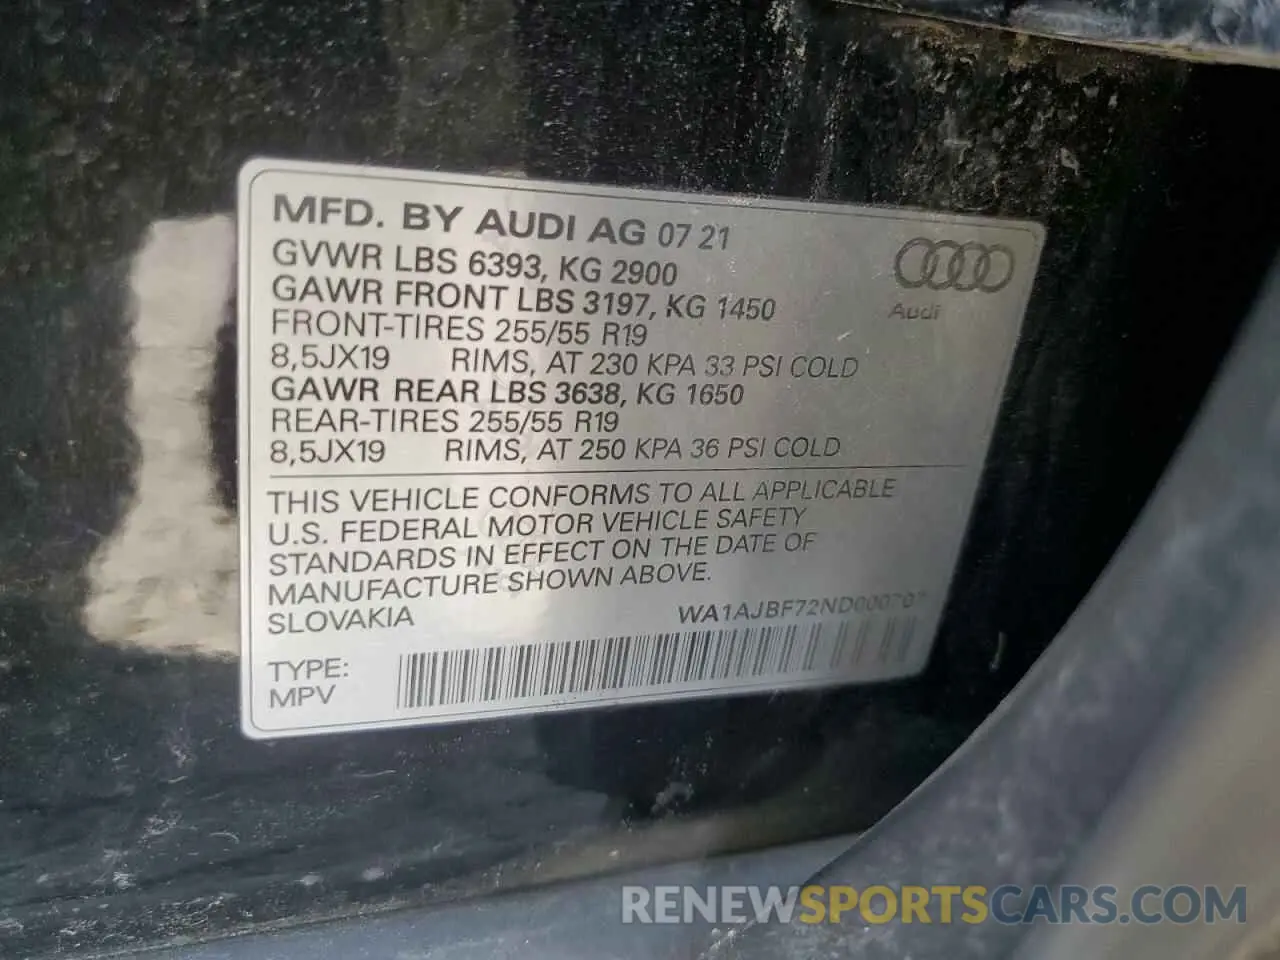 MFD. BY AUDI AG 07 21
GVWR LBS 6393, KG 2900
GAWR FRONT LBS 3197, KG 1450
FRONT-TIRES 255/55 R19
8,5JX19 RIMS, AT 230 KPA 33 PSI COLD
GAWR REAR LBS 3638, KG 1650
REAR-TIRES 255/55 R19
8,5JX19 RIMS, AT 250 KPA 36 PSI COLD
Audi
THIS VEHICLE CONFORMS TO ALL APPLICABLE
U.S. FEDERAL MOTOR VEHICLE SAFETY
STANDARDS IN EFFECT ON THE DATE OF
MANUFACTURE SHOWN ABOVE.
SLOVAKIA
TYPE:
MPV
RENEWSPORTSCARS.COM